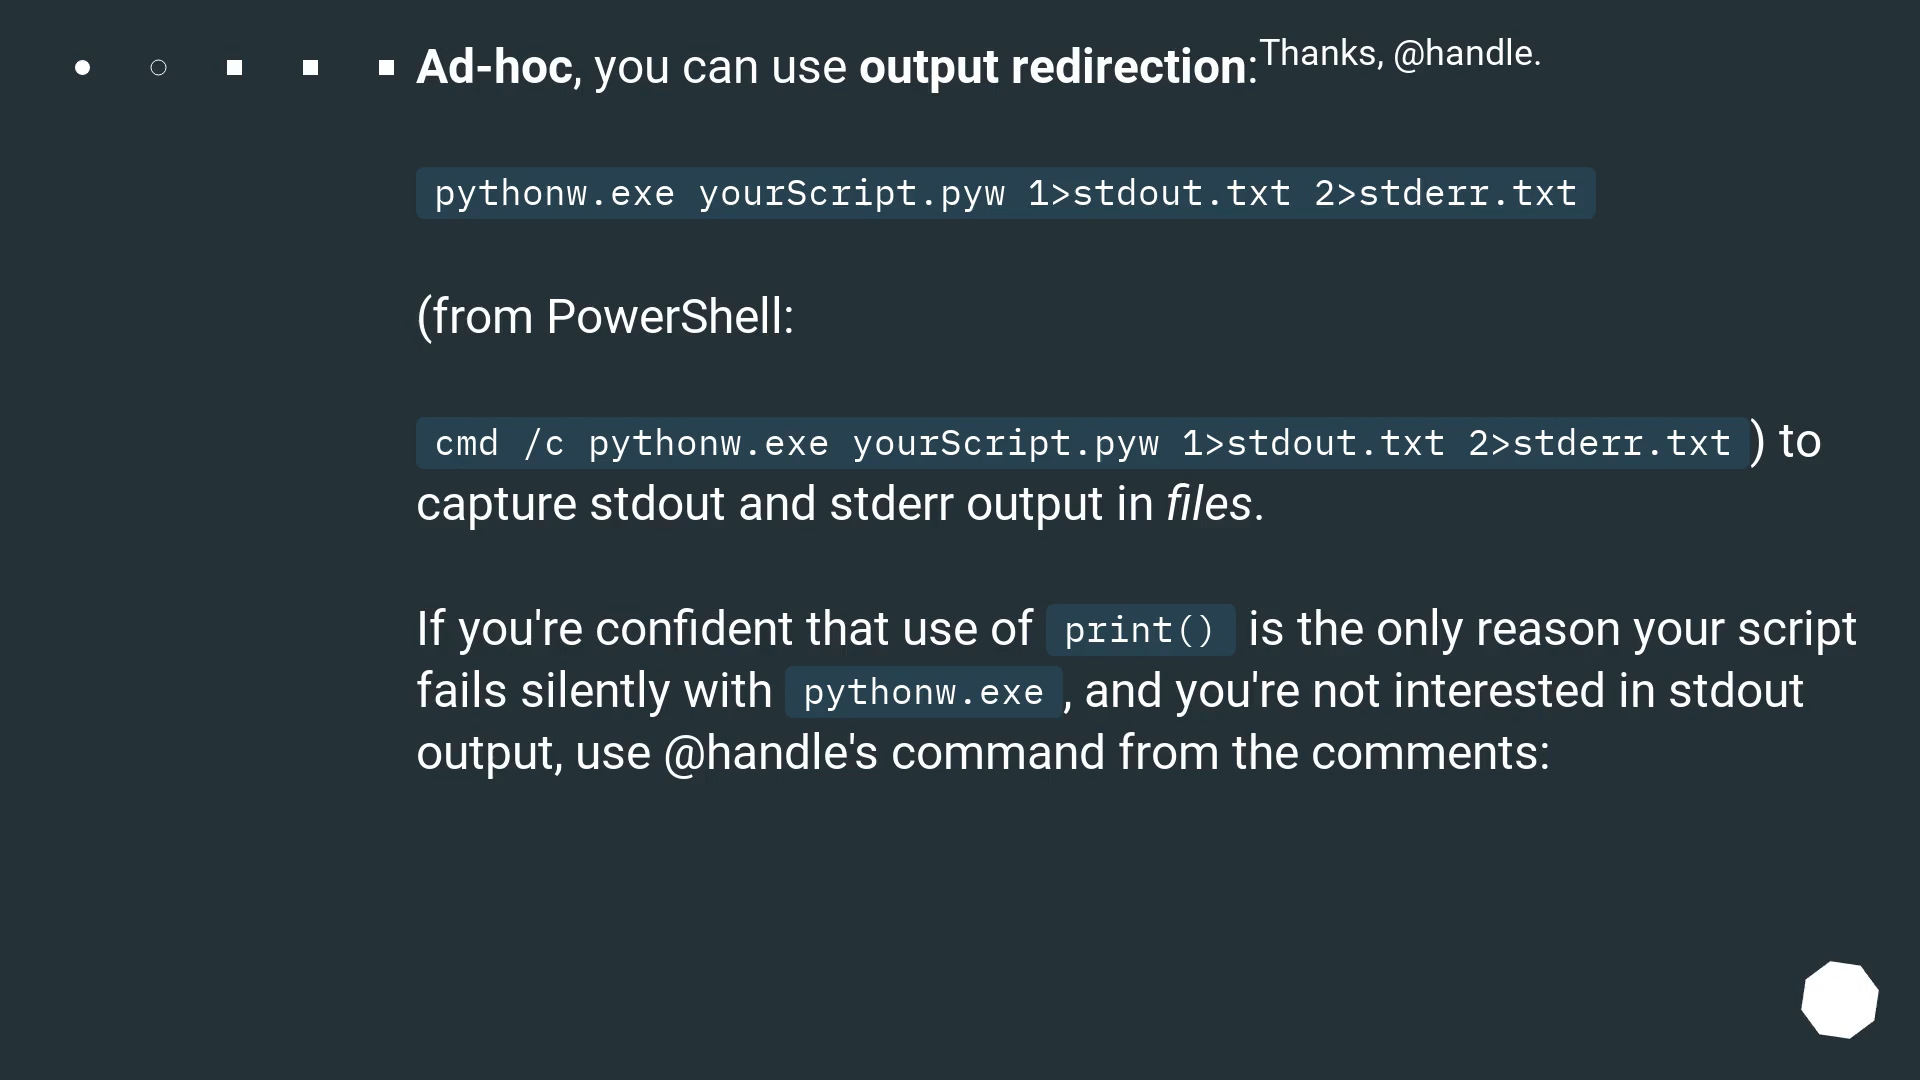 Ad-hoc, you can use output redirection:Thanks, @handle.
pythonw.exe yourScript.pyw 1>stdout.txt 2>stderr.txt
(from PowerShell:
cmd /c pythonw.exe yourScript.pyw 1>stdout.txt 2>stderr.txt) to
capture stdout and stderr output in files.
If you're confident that use of print() is the only reason your script
fails silently with pythonw.exe, and you're not interested in stdout
output, use @handle's command from the comments: